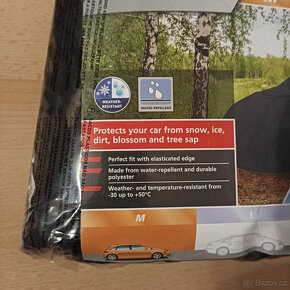 WEATHER-
RESISTANT
WATER-REPELLENT
Protects your car from snow, ice,
dirt, blossom and tree sap
Perfect fit with elasticated edge
Made from water-repellent and durable
polyester
Weather- and temperature-resistant from
-30 up to +50°C
M
L